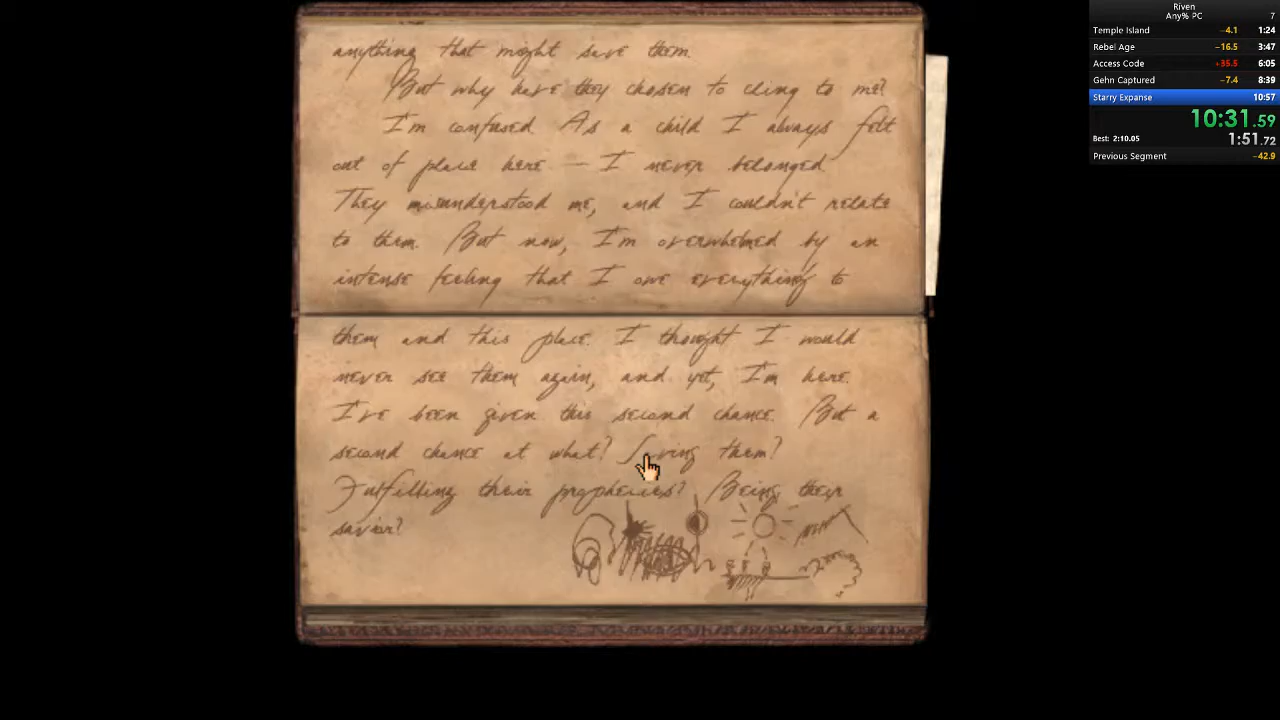 anything that might save them.
But why have they chosen to cling to me?
I'm confused. As a child I always felt
out of place here — I never belonged.
They misunderstood me, and I couldn't relate
to them. But now, I'm overwhelmed by an
intense feeling that I owe everything to
them and this place. I thought I would
never see them again, and yet, I'm here.
I've been given this second chance. But a
second chance at what? Saving them?
Fulfilling their prophecies? Being their
savior?
Riven
Any% PC 7
Temple Island -4.1 1:24
Rebel Age -16.5 3:47
Access Code +35.5 6:05
Gehn Captured -7.4 8:39
Starry Expanse 10:57
10:31.59
Best: 2:10.05 1:51.72
Previous Segment -42.9